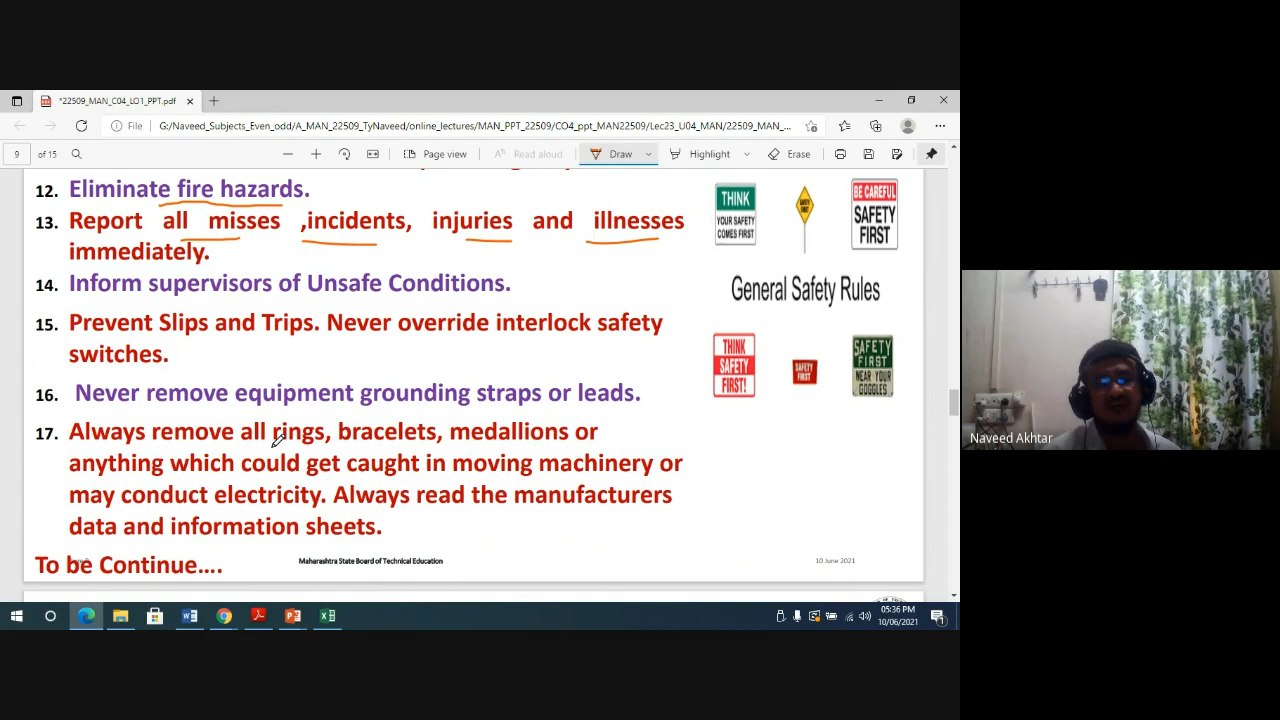 *22509_MAN_C04_LO1_PPT.pdf
File G:/Naveed_Subjects_Even_odd/A_MAN_22509_TyNaveed/online_lectures/MAN_PPT_22509/CO4_ppt_MAN22509/Lec23_U04_MAN/22509_MAN_...
9 of 15 Page view Read aloud Draw Highlight Erase
12. Eliminate fire hazards.
13. Report all misses ,incidents, injuries and illnesses
immediately.
14. Inform supervisors of Unsafe Conditions.
15. Prevent Slips and Trips. Never override interlock safety
switches.
16. Never remove equipment grounding straps or leads.
17. Always remove all rings, bracelets, medallions or
anything which could get caught in moving machinery or
may conduct electricity. Always read the manufacturers
data and information sheets.
To be Continue....
Maharashtra State Board of Technical Education
10 June 2021
THINK
YOUR SAFETY
COMES FIRST
SAFETY
FIRST
BE CAREFUL
SAFETY
FIRST
General Safety Rules
THINK
SAFETY
FIRST!
SAFETY
FIRST
SAFETY
FIRST
WEAR YOUR
GOGGLES
Naveed Akhtar
05:36 PM
10/06/2021